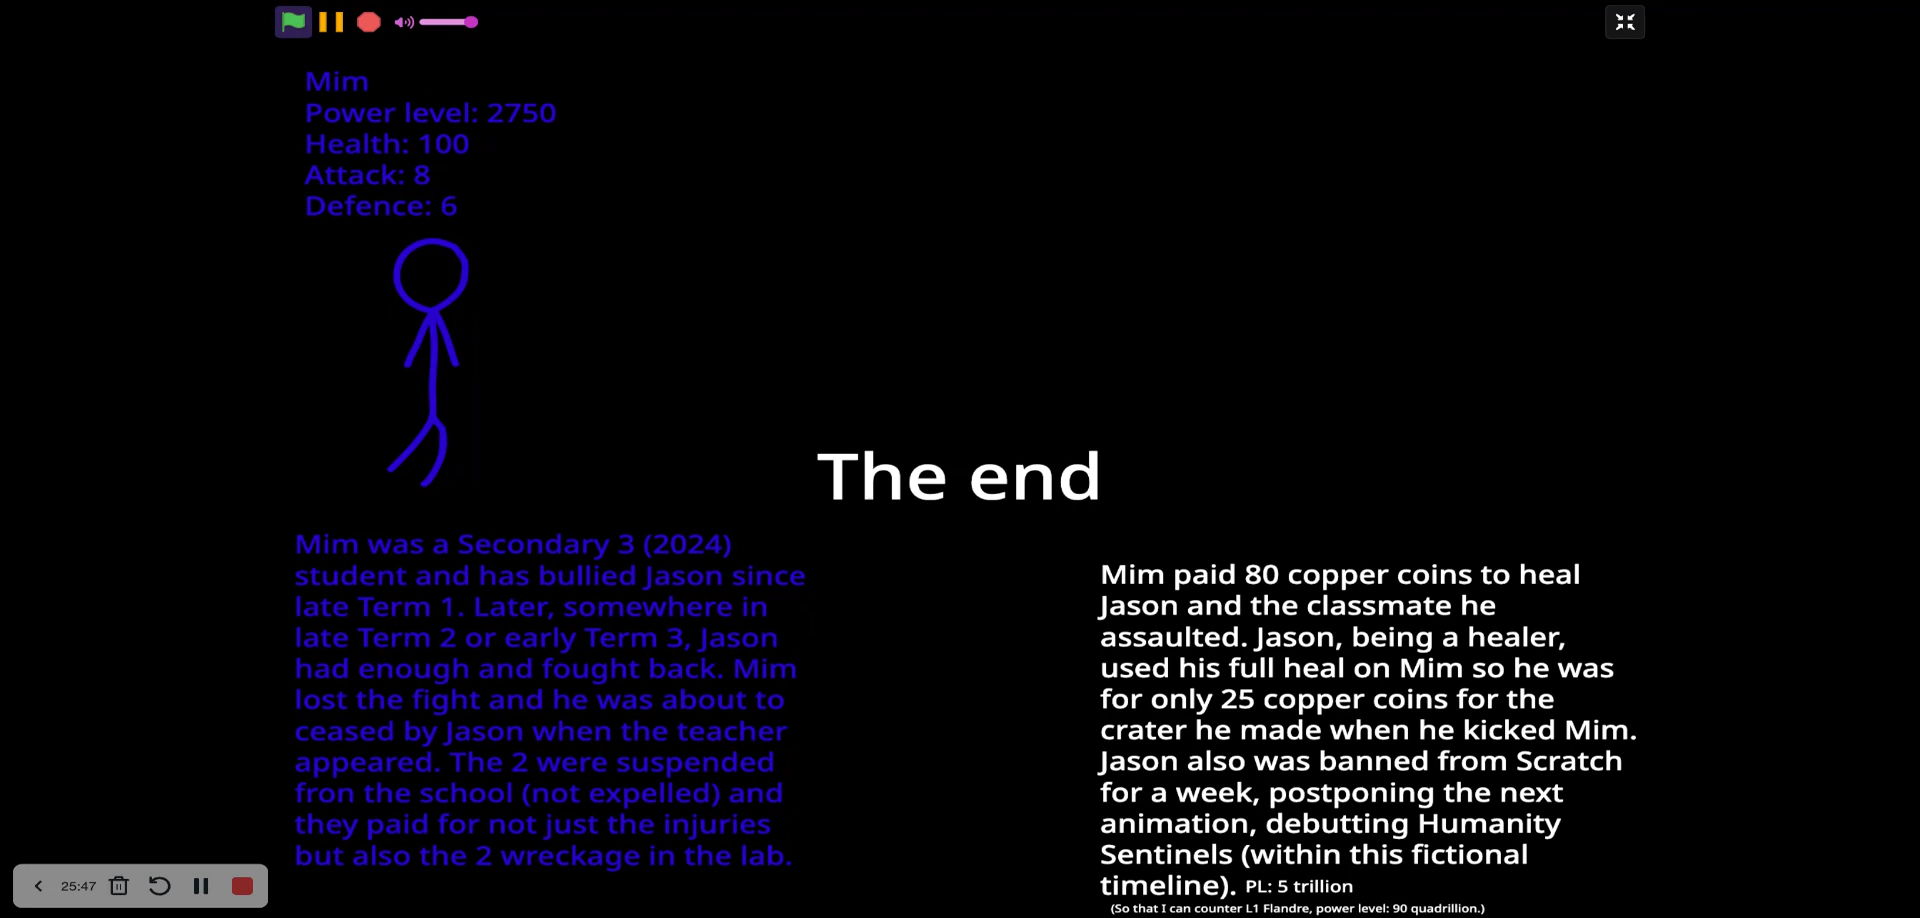 Mim
Power level: 2750
Health: 100
Attack: 8
Defence: 6
The end
Mim was a Secondary 3 (2024)
student and has bullied Jason since
late Term 1. Later, somewhere in
late Term 2 or early Term 3, Jason
had enough and fought back. Mim
lost the fight and he was about to
ceased by Jason when the teacher
appeared. The 2 were suspended
fron the school (not expelled) and
they paid for not just the injuries
but also the 2 wreckage in the lab.
Mim paid 80 copper coins to heal
Jason and the classmate he
assaulted. Jason, being a healer,
used his full heal on Mim so he was
for only 25 copper coins for the
crater he made when he kicked Mim.
Jason also was banned from Scratch
for a week, postponing the next
animation, debutting Humanity
Sentinels (within this fictional
timeline). PL: 5 trillion
(So that I can counter L1 Flandre, power level: 90 quadrillion.)
25:47